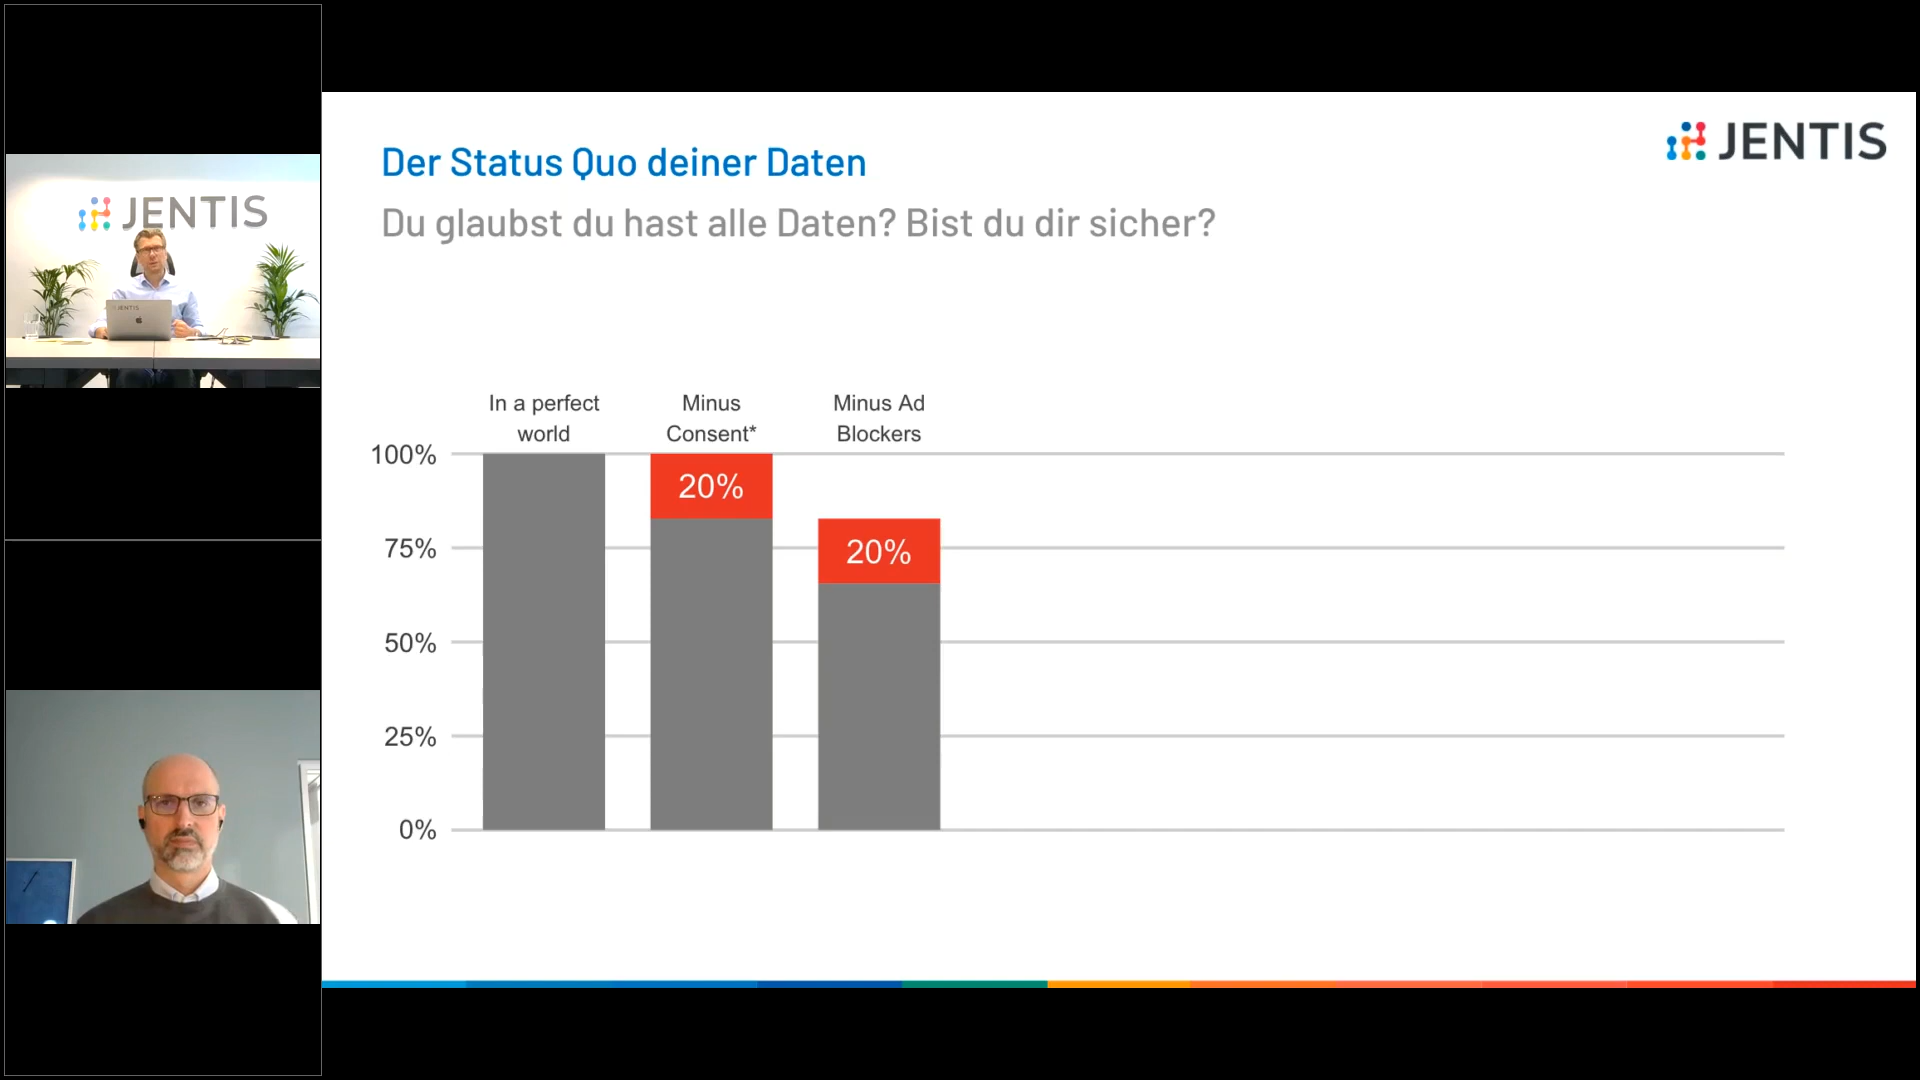 JENTIS
JENTIS
Der Status Quo deiner Daten
Du glaubst du hast alle Daten? Bist du dir sicher?
JENTIS
In a perfect
world
Minus
Consent*
Minus Ad
Blockers
100%
20%
75%
20%
50%
25%
0%